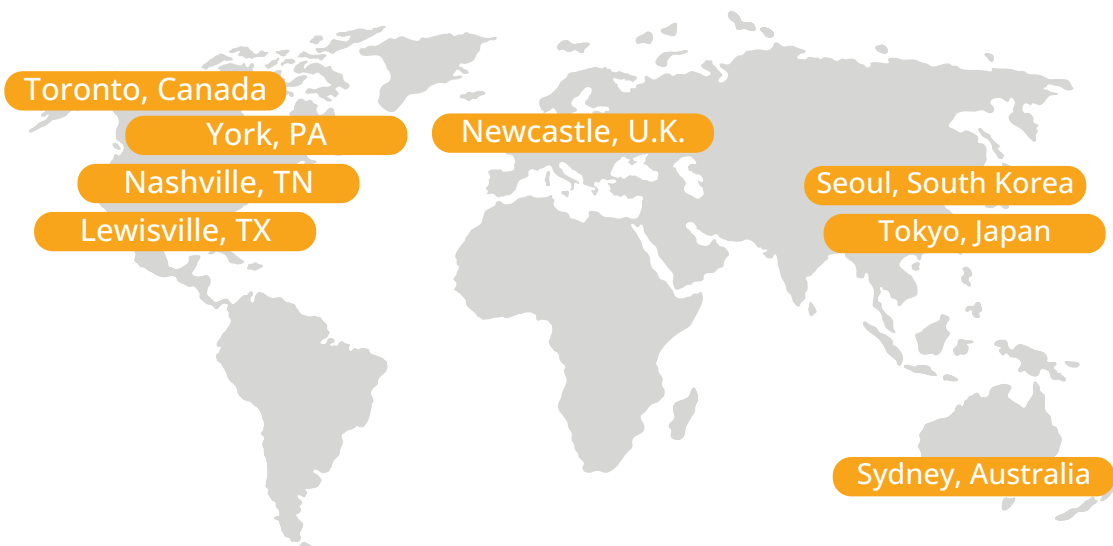 Toronto, Canada
York, PA
Nashville, TN
Lewisville, TX
Newcastle, U.K.
Seoul, South Korea
Tokyo, Japan
Sydney, Australia